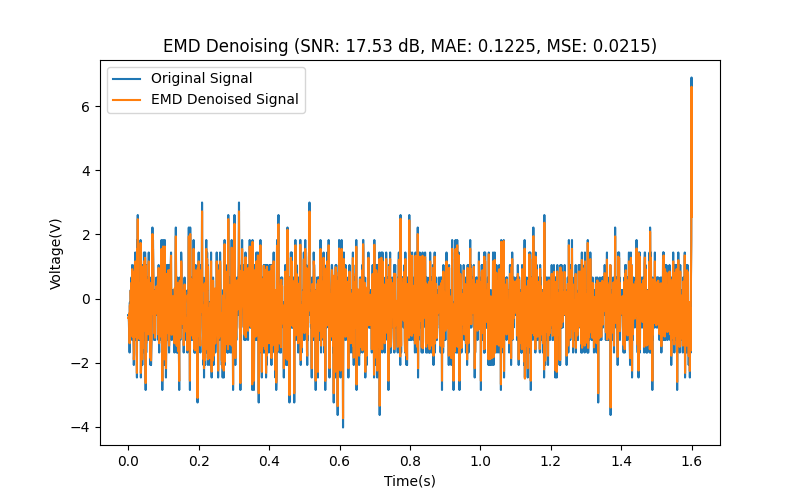 EMD Denoising (SNR: 17.53 dB, MAE: 0.1225, MSE: 0.0215)
Original Signal
EMD Denoised Signal
6
4
2
0
−2
−4
Voltage(V)
0.0 0.2 0.4 0.6 0.8 1.0 1.2 1.4 1.6
Time(s)